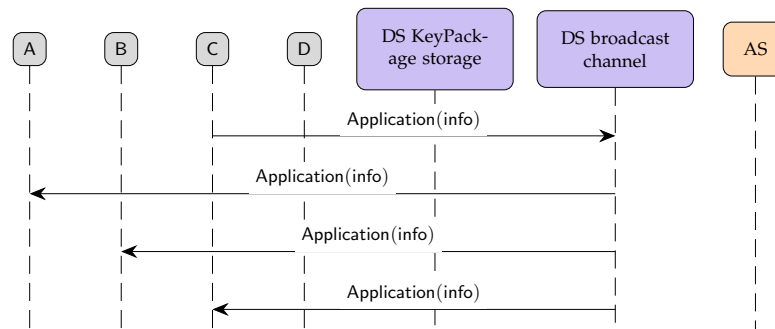 A
B
C
D
DS KeyPack-
age storage
DS broadcast
channel
AS
Application(info)
Application(info)
Application(info)
Application(info)